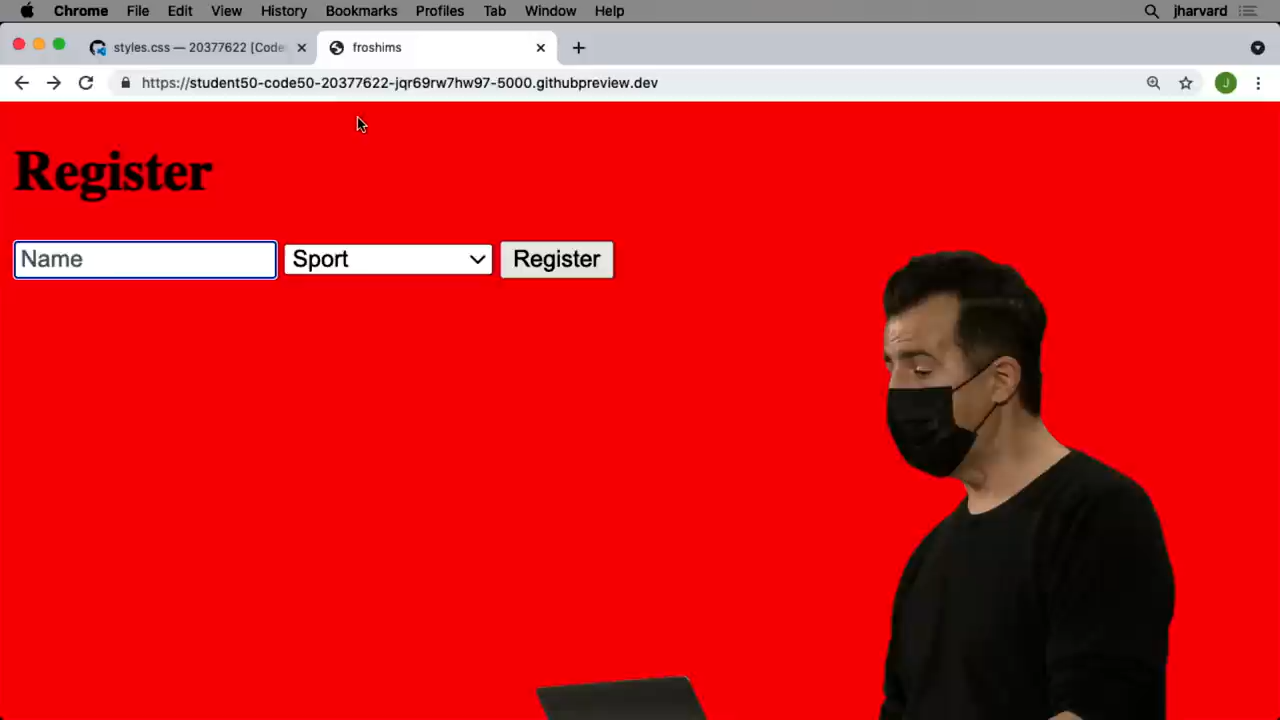 Chrome File Edit View History Bookmarks Profiles Tab Window Help jharvard
styles.css — 20377622 [Code froshims
https://student50-code50-20377622-jqr69rw7hw97-5000.githubpreview.dev J
Register
Name Sport Register